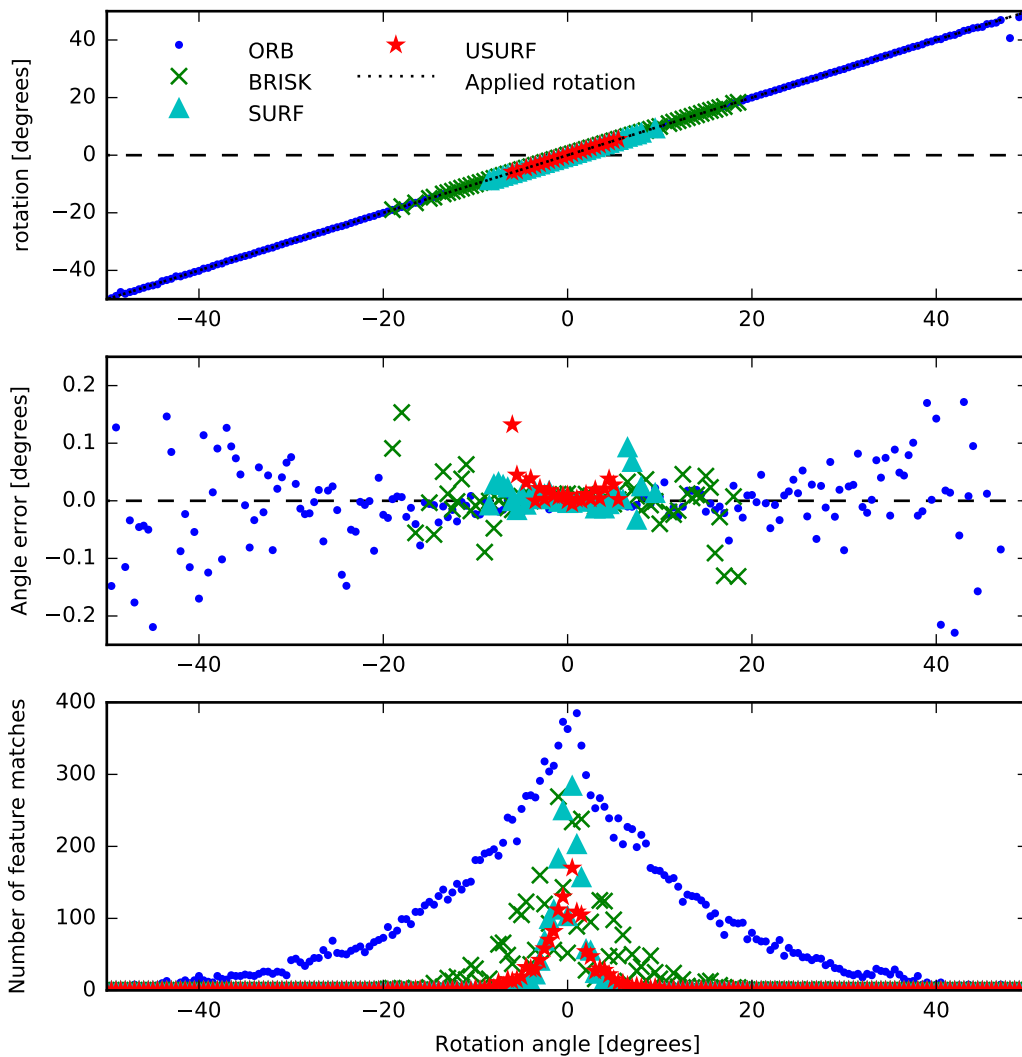 rotation [degrees]
40
20
0
−20
−40
ORB
BRISK
SURF
USURF
Applied rotation
−40 −20 0 20 40
Angle error [degrees]
0.2
0.1
0.0
−0.1
−0.2
−40 −20 0 20 40
Number of feature matches
400
300
200
100
0
−40 −20 0 20 40
Rotation angle [degrees]